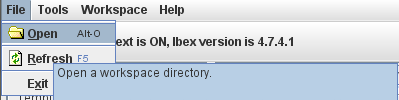 File Tools Workspace Help
Open Alt-O
ext is ON, Ibex version is 4.7.4.1
Refresh F5
Open a workspace directory.
Exit